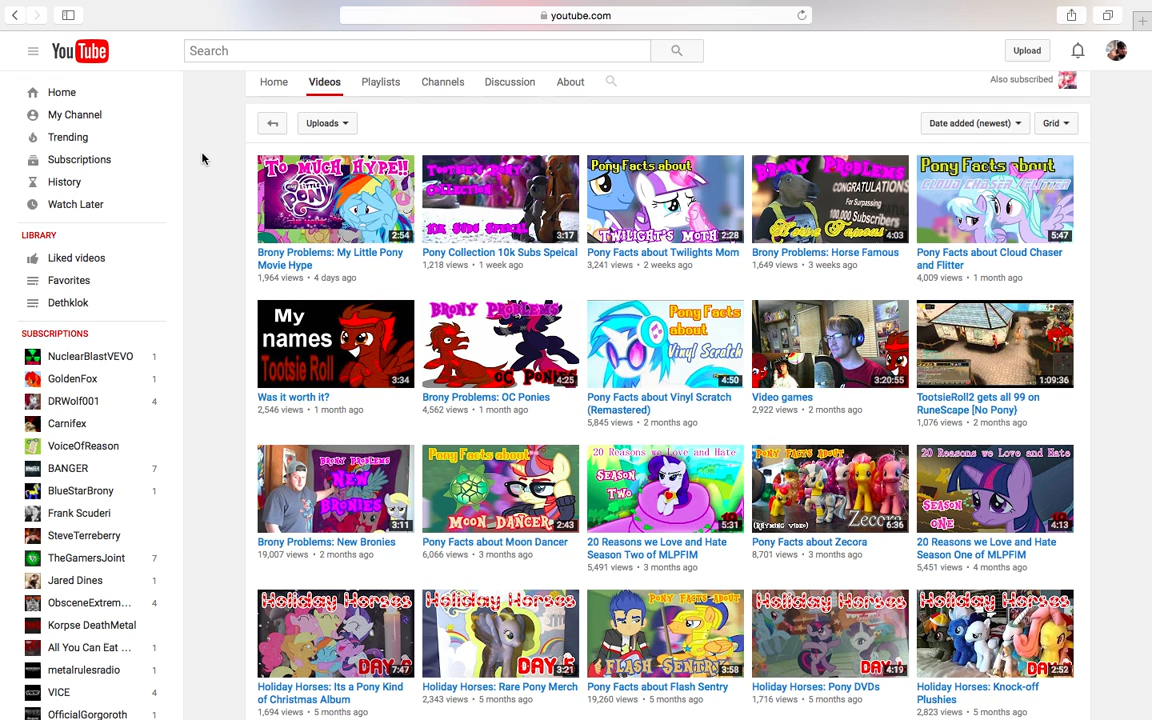 youtube.com
YouTube
Search
Upload
Home
Videos
Playlists
Channels
Discussion
About
Also subscribed
Uploads
Date added (newest)
Grid
Home
My Channel
Trending
Subscriptions
History
Watch Later
LIBRARY
Liked videos
Favorites
Dethklok
SUBSCRIPTIONS
NuclearBlastVEVO 1
GoldenFox 1
DRWolf001 4
Carnifex
VoiceOfReason
BANGER 7
BlueStarBrony 1
Frank Scuderi
SteveTerreberry
TheGamersJoint 1
Jared Dines 1
ObsceneExtrem... 4
Korpse DeathMetal
All You Can Eat ... 1
metalrulesradio 1
VICE 4
OfficialGorgoroth 1
TO MUCH HYPE!!
my little PONY
2:54
Brony Problems: My Little Pony
Movie Hype
1,964 views • 4 days ago
TOOTSIE'S PONY
COLLECTION
10K SUBS SPEICAL
3:17
Pony Collection 10k Subs Speical
1,218 views • 1 week ago
Pony Facts about
TWILIGHT'S MOTH
2:28
Pony Facts about Twilights Mom
3,241 views • 2 weeks ago
BRONY PROBLEMS
CONGRATULATIONS
For Surpassing
100,000 Subscribers
Horse Famous
4:03
Brony Problems: Horse Famous
1,649 views • 3 weeks ago
Pony Facts about
CLOUD CHASER & FLITTER
5:47
Pony Facts about Cloud Chaser
and Flitter
4,009 views • 1 month ago
My
names
Tootsie Roll
3:34
Was it worth it?
2,546 views • 1 month ago
BRONY PROBLEMS
OC PONIES
4:25
Brony Problems: OC Ponies
4,562 views • 1 month ago
Pony Facts
about
Vinyl Scratch
4:50
Pony Facts about Vinyl Scratch
(Remastered)
5,845 views • 2 months ago
3:20:55
Video games
2,922 views • 2 months ago
1:09:36
TootsieRoll2 gets all 99 on
RuneScape [No Pony}
1,076 views • 2 months ago
BRONY PROBLEMS
NEW
BRONIES
3:11
Brony Problems: New Bronies
19,007 views • 2 months ago
Pony Facts about
MOON DANCER
2:43
Pony Facts about Moon Dancer
6,066 views • 3 months ago
20 Reasons we Love and Hate
SEASON
TWO
5:31
20 Reasons we Love and Hate
Season Two of MLPFIM
5,491 views • 3 months ago
PONY FACTS ABOUT
(RHYMING VIDEO)
Zecora
6:36
Pony Facts about Zecora
8,701 views • 3 months ago
20 Reasons we Love and Hate
SEASON
ONE
4:13
20 Reasons we Love and Hate
Season One of MLPFIM
5,451 views • 4 months ago
Holiday Horses
DAY
7:47
Holiday Horses: Its a Pony Kind
of Christmas Album
1,694 views • 5 months ago
Holiday Horses
DAY 5
3:21
Holiday Horses: Rare Pony Merch
2,343 views • 5 months ago
PONY FACTS ABOUT
FLASH SENTRY
3:58
Pony Facts about Flash Sentry
19,260 views • 5 months ago
Holiday Horses
DAY
4:19
Holiday Horses: Pony DVDs
1,716 views • 5 months ago
Holiday Horses
DA
2:52
Holiday Horses: Knock-off
Plushies
2,823 views • 5 months ago